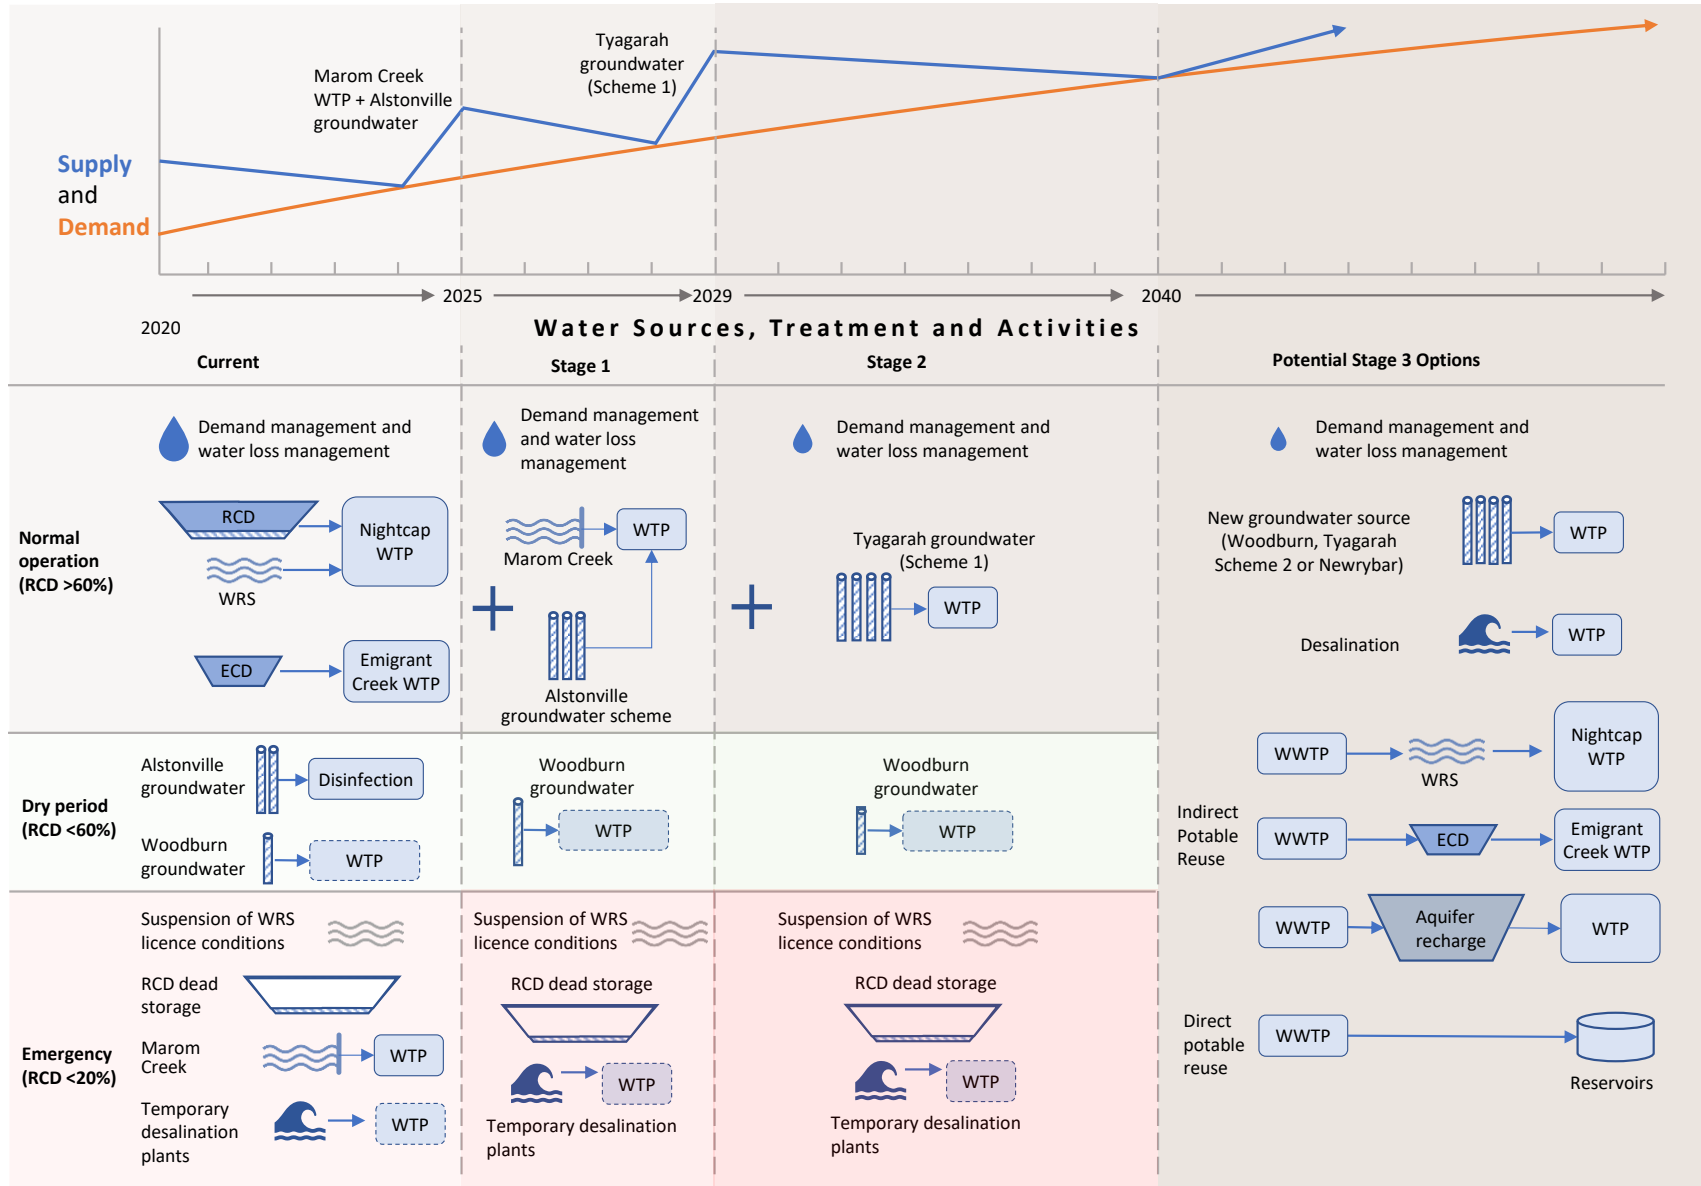 Tyagarah
groundwater
(Scheme 1)
Marom Creek
WTP + Alstonville
groundwater
Supply
and
Demand
2025
2029
2040
2020
Water Sources, Treatment and Activities
Current
Stage 1
Stage 2
Potential Stage 3 Options
Normal
operation
(RCD >60%)
Demand management and
water loss management
RCD
Nightcap
WTP
WRS
ECD
Emigrant
Creek WTP
Demand management
and water loss
management
WTP
Marom Creek
Alstonville
groundwater scheme
Demand management and
water loss management
Tyagarah groundwater
(Scheme 1)
WTP
Demand management and
water loss management
New groundwater source
(Woodburn, Tyagarah
Scheme 2 or Newrybar)
WTP
Desalination
WTP
Indirect
Potable
Reuse
WWTP
WRS
Nightcap
WTP
WWTP
ECD
Emigrant
Creek WTP
WWTP
Aquifer
recharge
WTP
Direct
potable
reuse
WWTP
Reservoirs
Dry period
(RCD <60%)
Alstonville
groundwater
Disinfection
Woodburn
groundwater
WTP
Woodburn
groundwater
WTP
Woodburn
groundwater
WTP
Emergency
(RCD <20%)
Suspension of WRS
licence conditions
RCD dead
storage
Marom
Creek
WTP
Temporary
desalination
plants
WTP
Suspension of WRS
licence conditions
RCD dead storage
WTP
Temporary desalination
plants
Suspension of WRS
licence conditions
RCD dead storage
WTP
Temporary desalination
plants